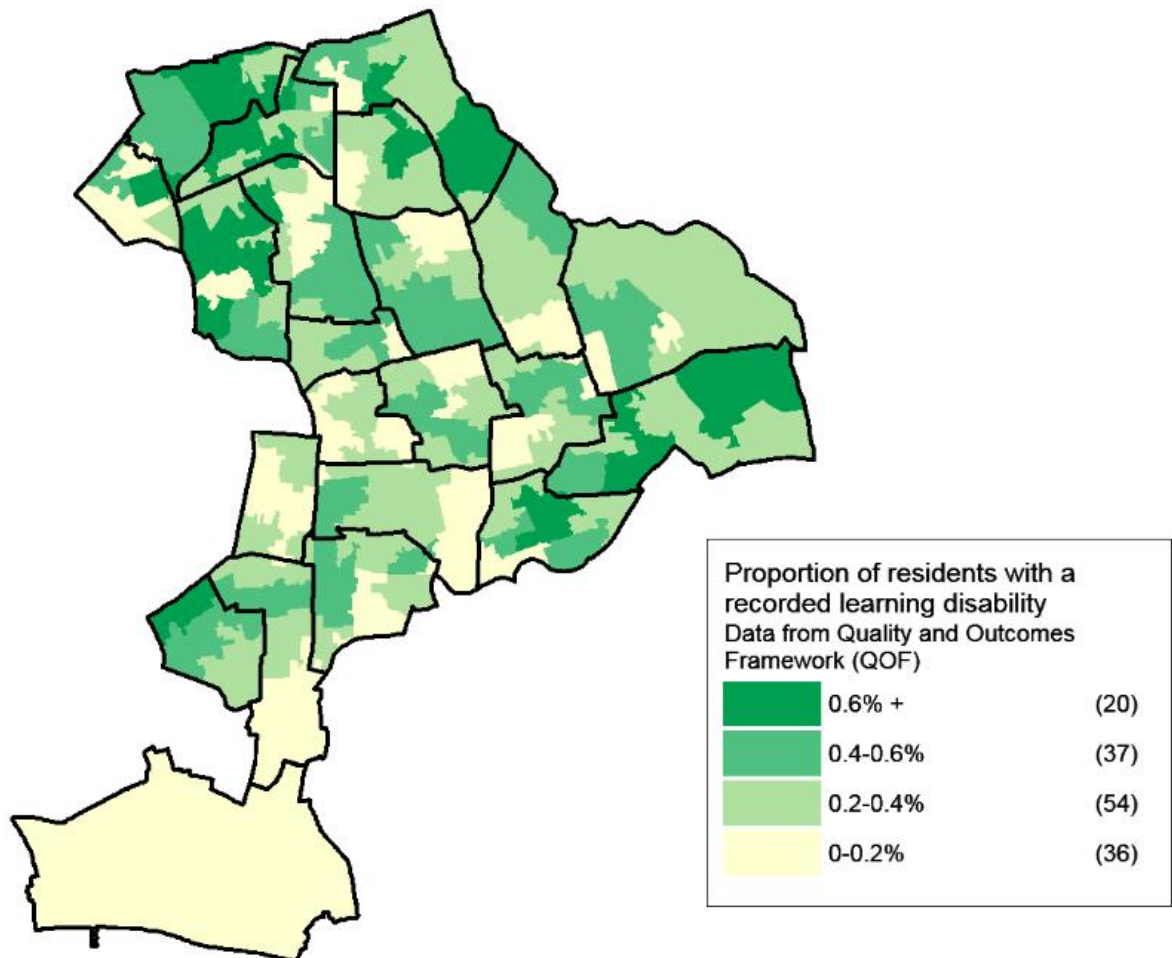 Proportion of residents with a
recorded learning disability
Data from Quality and Outcomes
Framework (QOF)
0.6% + (20)
0.4-0.6% (37)
0.2-0.4% (54)
0-0.2% (36)